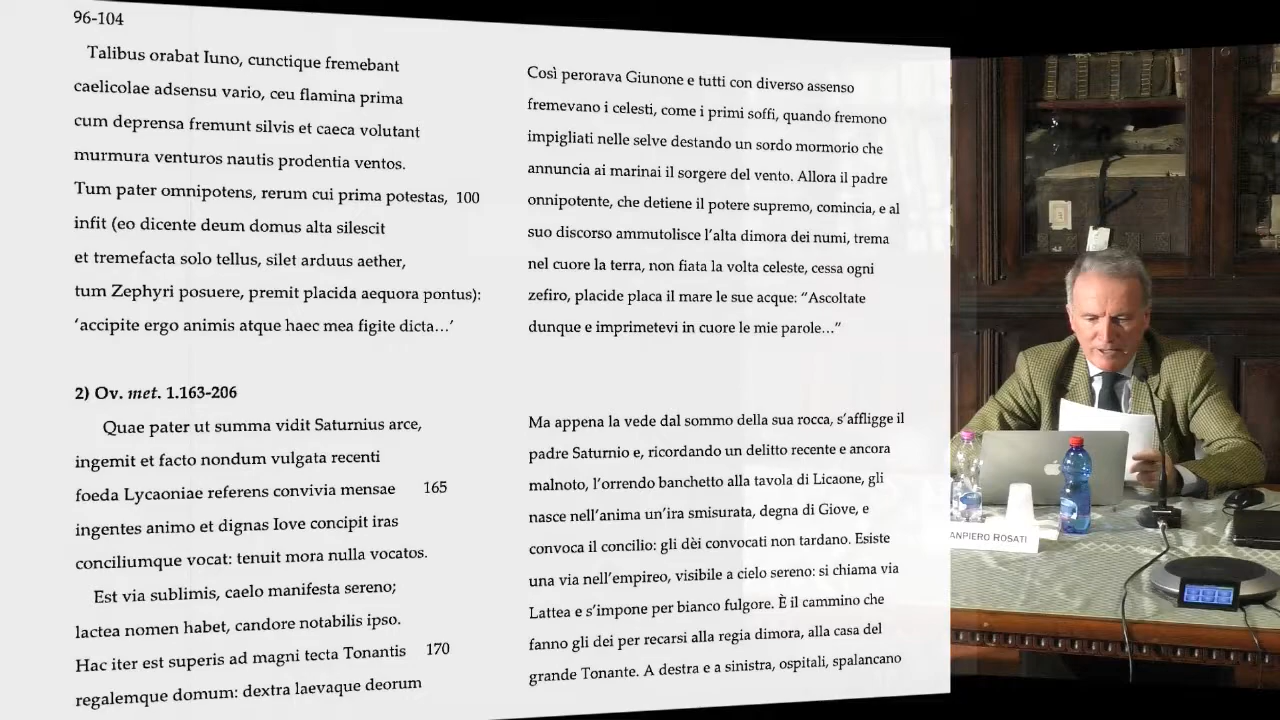 96-104
Talibus orabat Iuno, cunctique fremebant
caelicolae adsensu vario, ceu flamina prima
cum deprensa fremunt silvis et caeca volutant
murmura venturos nautis prodentia ventos.
Tum pater omnipotens, rerum cui prima potestas, 100
infit (eo dicente deum domus alta silescit
et tremefacta solo tellus, silet arduus aether,
tum Zephyri posuere, premit placida aequora pontus):
‘accipite ergo animis atque haec mea figite dicta…’
Così perorava Giunone e tutti con diverso assenso
fremevano i celesti, come i primi soffi, quando fremono
impigliati nelle selve destando un sordo mormorio che
annuncia ai marinai il sorgere del vento. Allora il padre
onnipotente, che detiene il potere supremo, comincia, e al
suo discorso ammutolisce l’alta dimora dei numi, trema
nel cuore la terra, non fiata la volta celeste, cessa ogni
zefiro, placide placa il mare le sue acque: “Ascoltate
dunque e imprimetevi in cuore le mie parole…”
2) Ov. met. 1.163-206
Quae pater ut summa vidit Saturnius arce,
ingemit et facto nondum vulgata recenti
foeda Lycaoniae referens convivia mensae 165
ingentes animo et dignas Iove concipit iras
conciliumque vocat: tenuit mora nulla vocatos.
Est via sublimis, caelo manifesta sereno;
lactea nomen habet, candore notabilis ipso.
Hac iter est superis ad magni tecta Tonantis 170
regalemque domum: dextra laevaque deorum
Ma appena la vede dal sommo della sua rocca, s’affligge il
padre Saturnio e, ricordando un delitto recente e ancora
malnoto, l’orrendo banchetto alla tavola di Licaone, gli
nasce nell’anima un’ira smisurata, degna di Giove, e
convoca il concilio: gli dèi convocati non tardano. Esiste
una via nell’empireo, visibile a cielo sereno: si chiama via
Lattea e s’impone per bianco fulgore. È il cammino che
fanno gli dei per recarsi alla regia dimora, alla casa del
grande Tonante. A destra e a sinistra, ospitali, spalancano
ANPIERO ROSATI